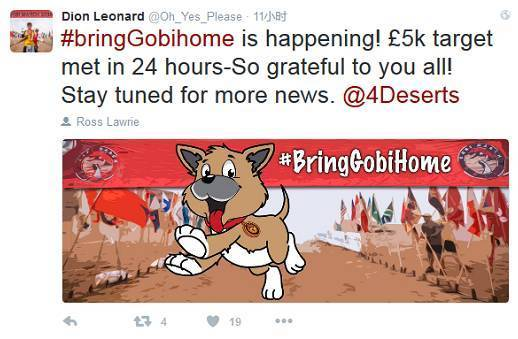 Dion Leonard @Oh_Yes_Please · 11小时
#bringGobihome is happening! £5k target
met in 24 hours-So grateful to you all!
Stay tuned for more news. @4Deserts
Ross Lawrie
#BringGobiHome
4
19